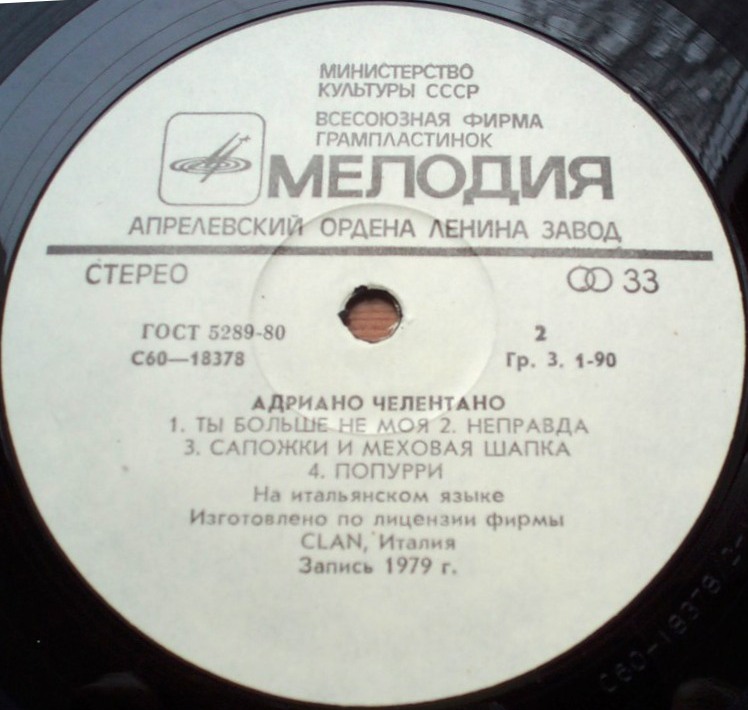 МИНИСТЕРСТВО
КУЛЬТУРЫ СССР
ВСЕСОЮЗНАЯ ФИРМА
ГРАМПЛАСТИНОК
МЕЛОДИЯ
АПРЕЛЕВСКИЙ ОРДЕНА ЛЕНИНА ЗАВОД
СТЕРЕО 33
ГОСТ 5289-80 2
С60—18378 Гр. 3. 1-90
АДРИАНО ЧЕЛЕНТАНО
1. ТЫ БОЛЬШЕ НЕ МОЯ 2. НЕПРАВДА
3. САПОЖКИ И МЕХОВАЯ ШАПКА
4. ПОПУРРИ
На итальянском языке
Изготовлено по лицензии фирмы
CLAN, Италия
Запись 1979 г.
С60-18378